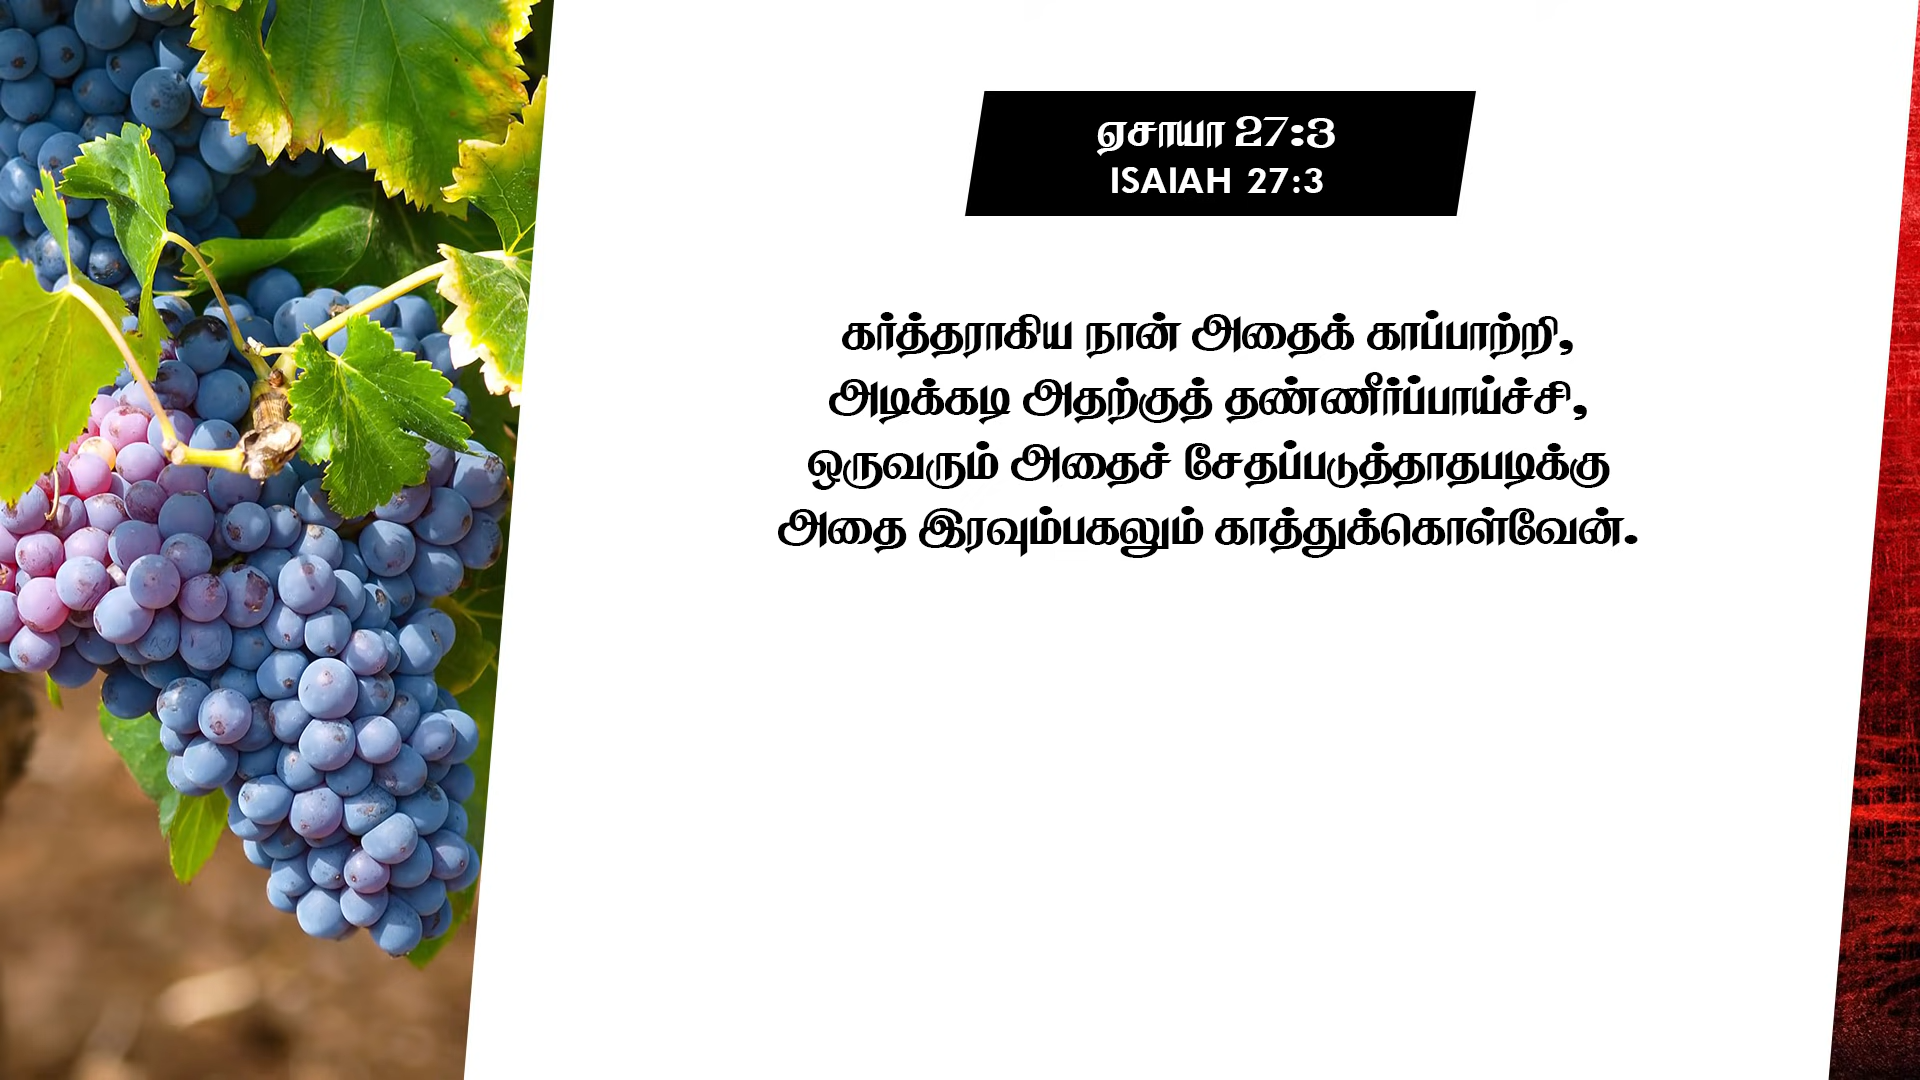 ஏசாயா 27:3
ISAIAH 27:3
கர்த்தராகிய நான் அதைக் காப்பாற்றி,
அடிக்கடி அதற்குத் தண்ணீர்ப்பாய்ச்சி,
ஒருவரும் அதைச் சேதப்படுத்தாதபடிக்கு
அதை இரவும்பகலும் காத்துக்கொள்வேன்.